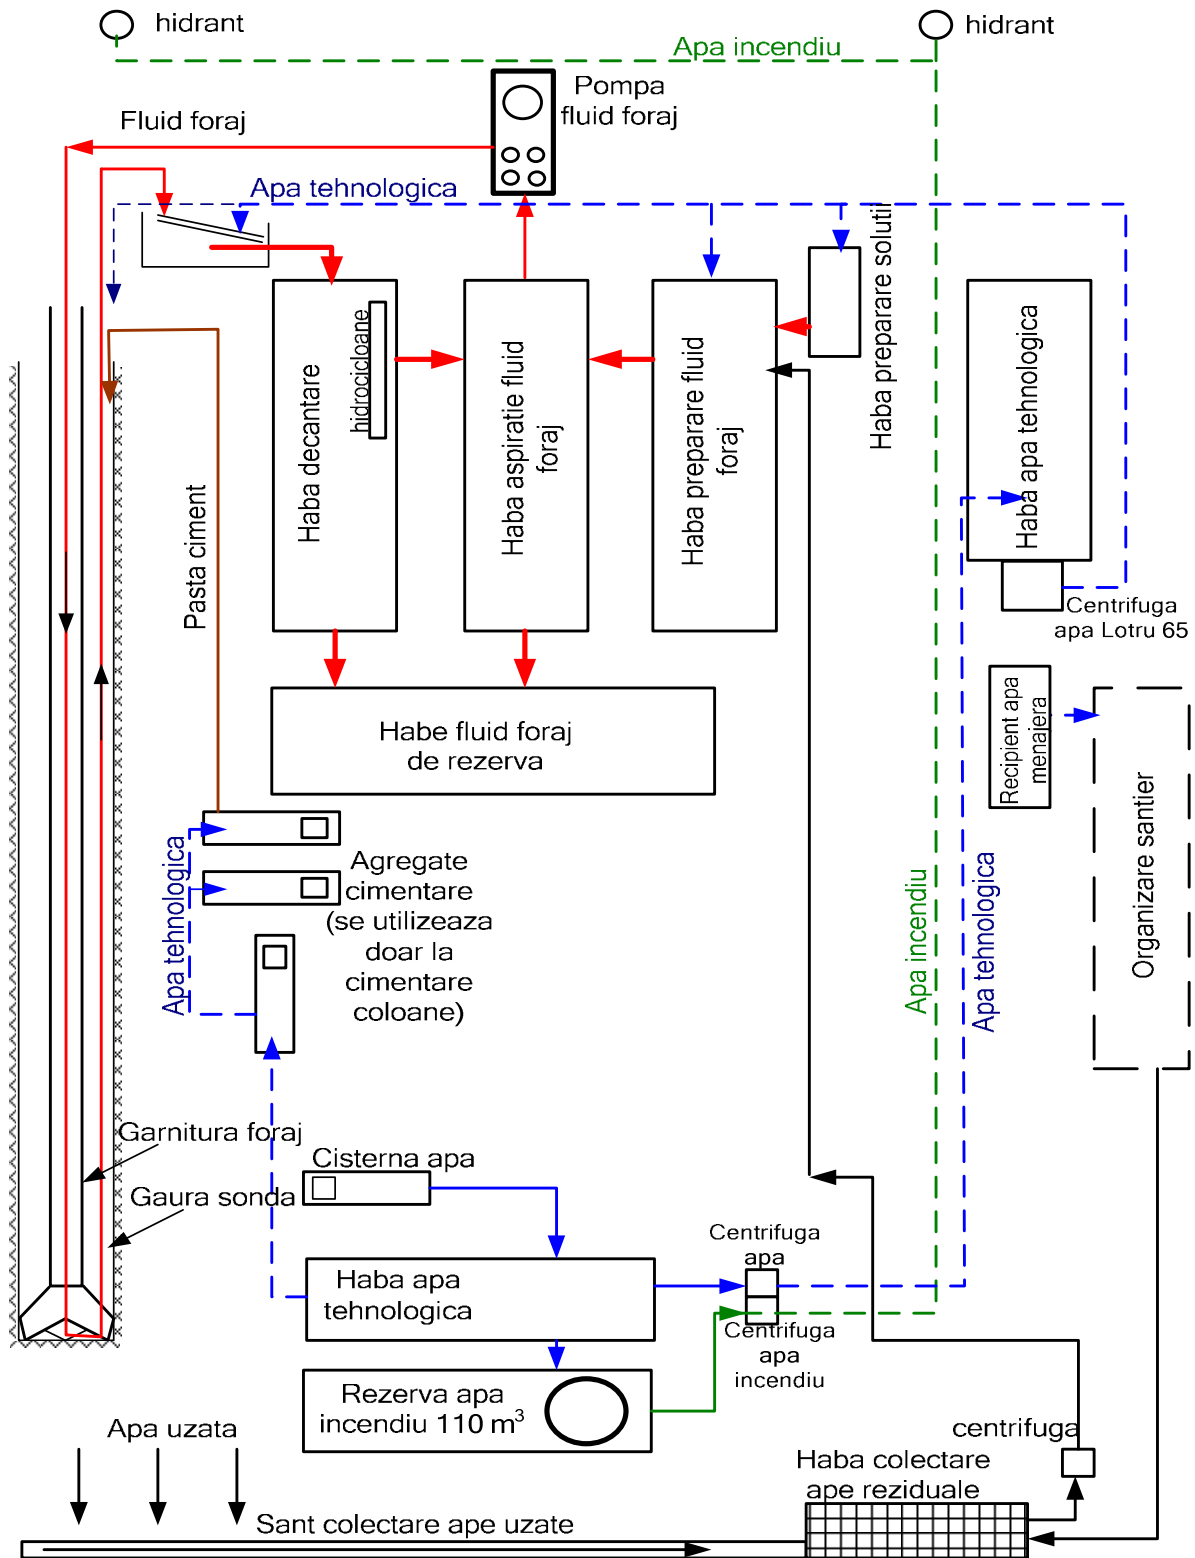 hidrant
hidrant
Apa incendiu
Pompa
fluid foraj
Fluid foraj
Apa tehnologica
Haba preparare solutii
Haba decantare
hidrocicloane
Haba aspiratie fluid
foraj
Haba preparare fluid
foraj
Haba apa tehnologica
Pasta ciment
Centrifuga
apa Lotru 65
Habe fluid foraj
de rezerva
Recipient apa
menajera
Organizare santier
Apa tehnologica
Agregate
cimentare
(se utilizeaza
doar la
cimentare
coloane)
Apa incendiu
Apa tehnologica
Garnitura foraj
Gaura sonda
Cisterna apa
Centrifuga
apa
Haba apa
tehnologica
Centrifuga
apa
incendiu
Rezerva apa
incendiu 110 m³
Apa uzata
centrifuga
Haba colectare
ape reziduale
Sant colectare ape uzate